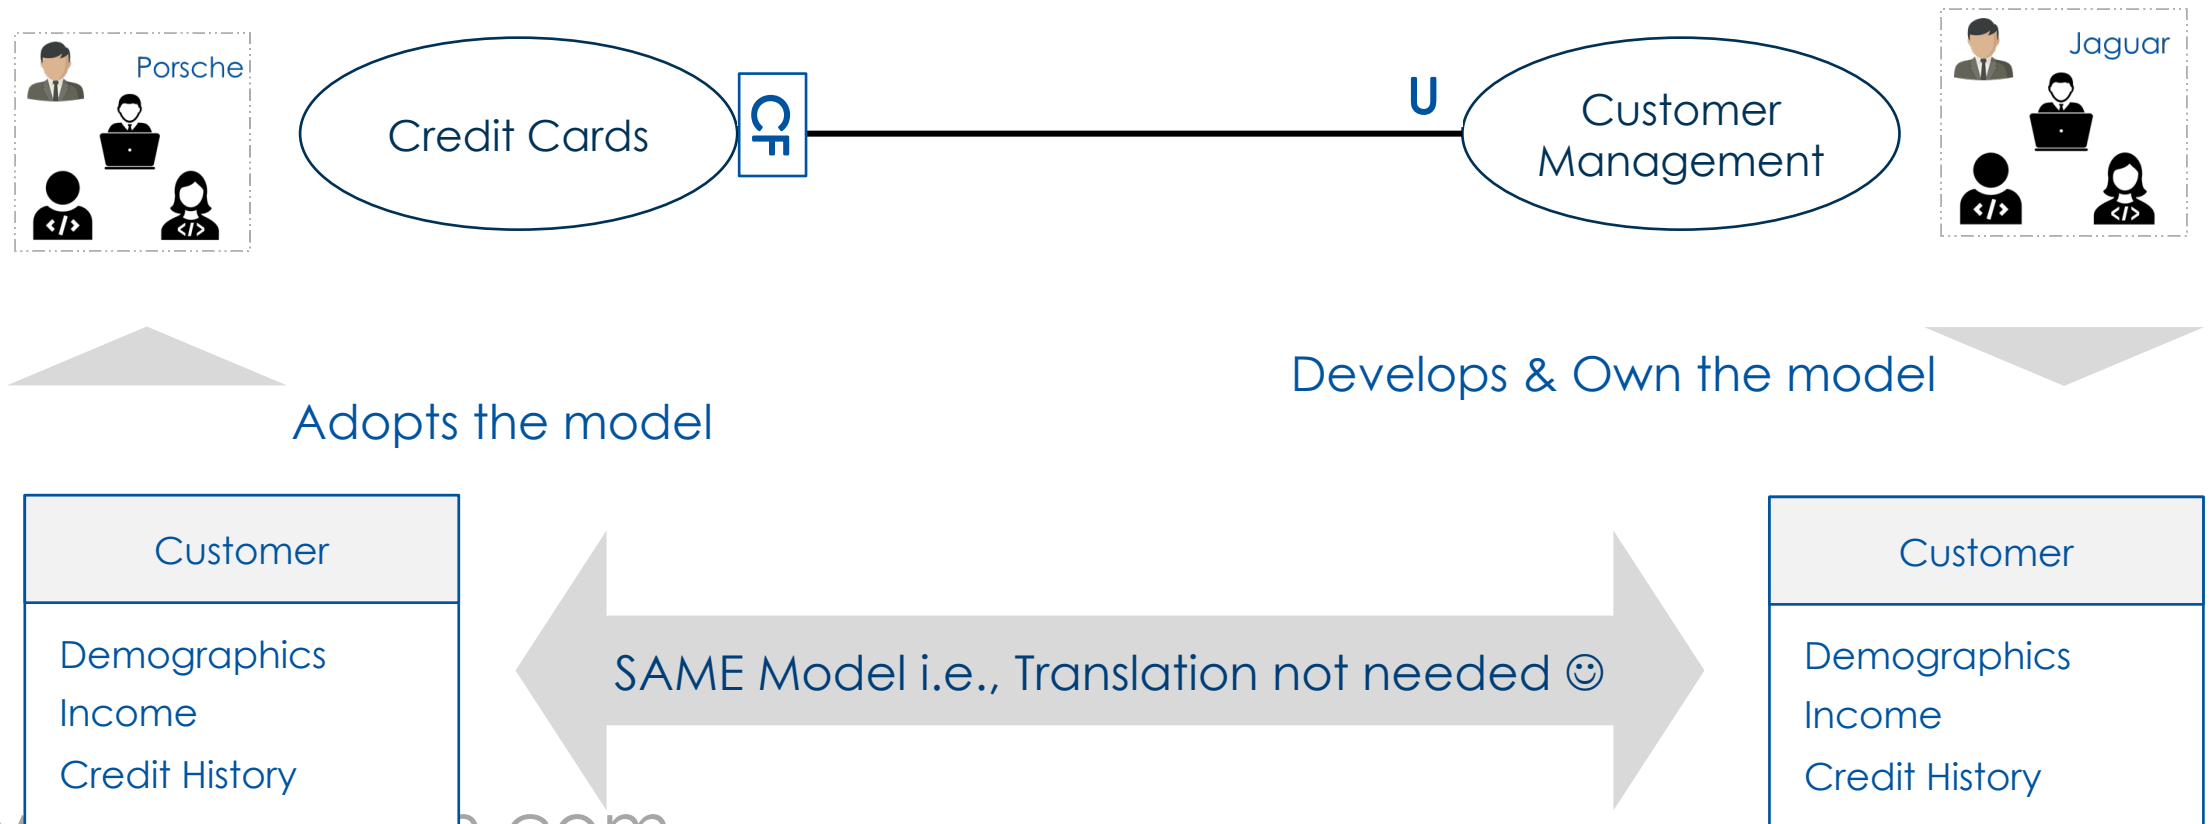 Porsche
Credit Cards
CF
U
Customer
Management
Jaguar
</>
</>
</>
</>
Develops & Own the model
Adopts the model
Customer
Demographics
Income
Credit History
SAME Model i.e., Translation not needed ☺
Customer
Demographics
Income
Credit History